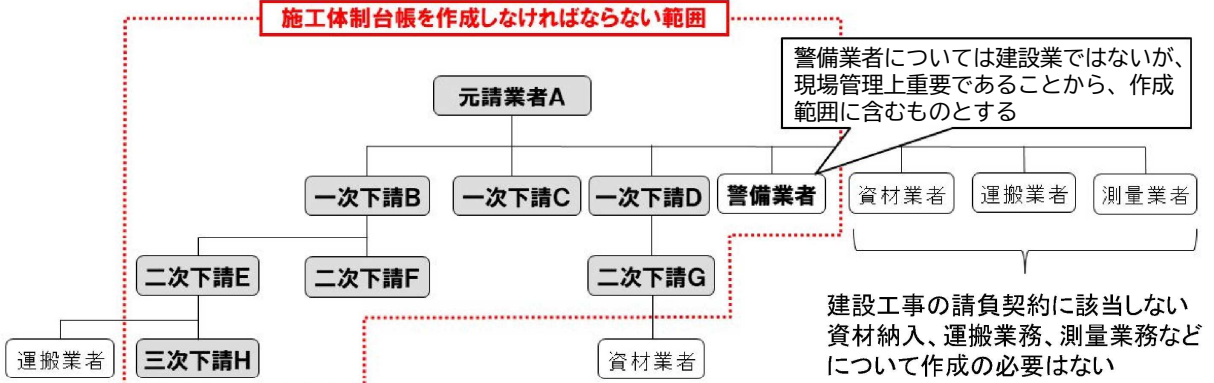 施工体制台帳を作成しなければならない範囲
警備業者については建設業ではないが、
現場管理上重要であることから、作成
範囲に含むものとする
元請業者A
一次下請B
一次下請C
一次下請D
警備業者
資材業者
運搬業者
測量業者
二次下請E
二次下請F
二次下請G
建設工事の請負契約に該当しない
資材納入、運搬業務、測量業務など
について作成の必要はない
運搬業者
三次下請H
資材業者